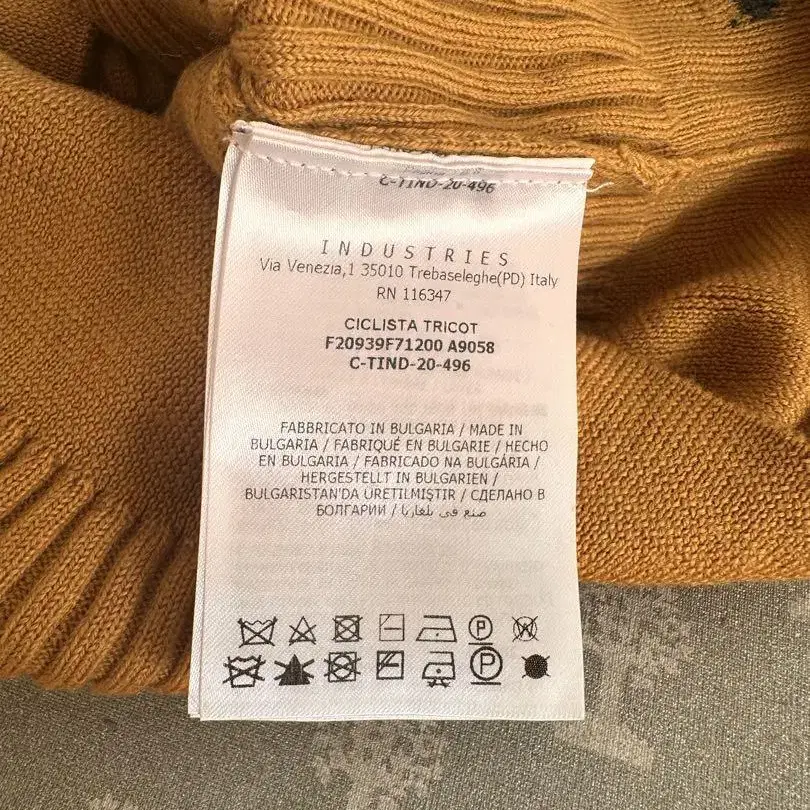 C-TIND-20-496
INDUSTRIES
Via Venezia,1 35010 Trebaseleghe(PD) Italy
RN 116347
CICLISTA TRICOT
F20939F71200 A9058
C-TIND-20-496
FABBRICATO IN BULGARIA / MADE IN
BULGARIA / FABRIQUÉ EN BULGARIE / HECHO
EN BULGARIA / FABRICADO NA BULGÁRIA /
HERGESTELLT IN BULGARIEN /
BULGARISTAN'DA ÜRETILMIŞTIR / СДЕЛАНО В
БОЛГАРИИ / صنع في بلغاريا
P
P